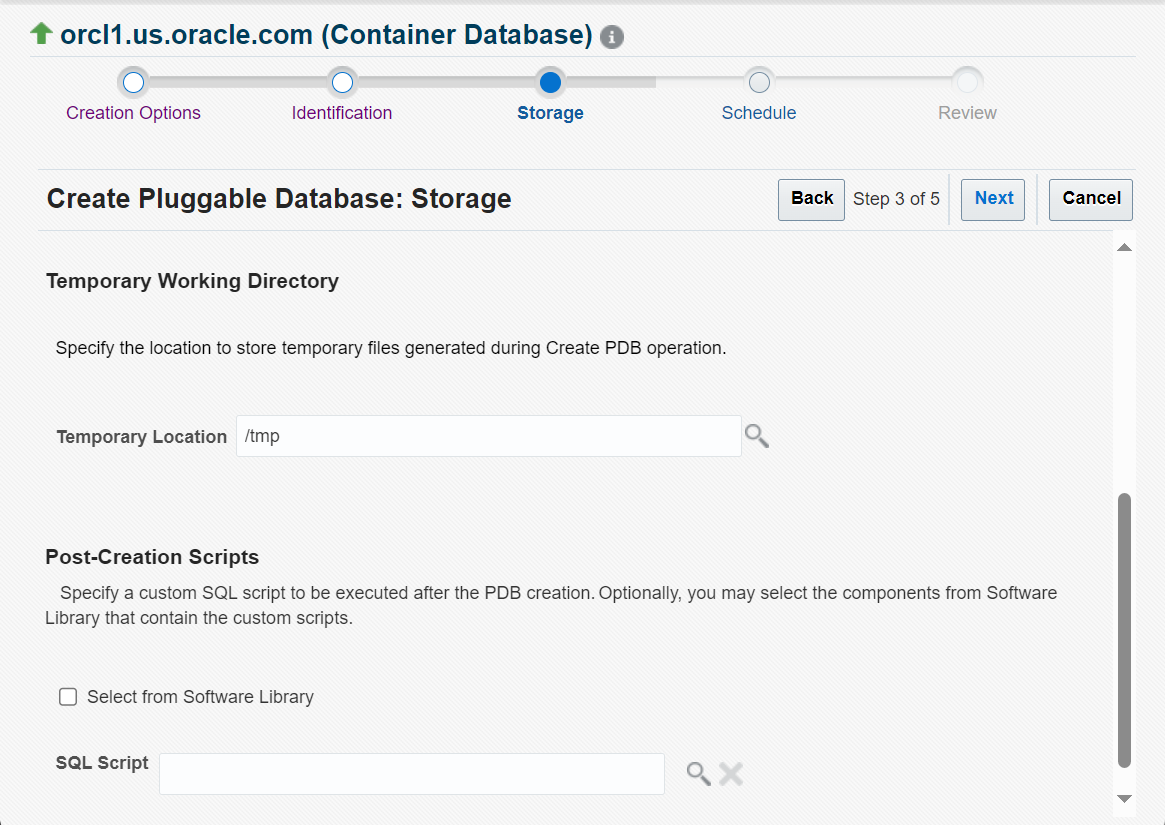 orcl1.us.oracle.com (Container Database)
Creation Options Identification Storage Schedule Review
Create Pluggable Database: Storage Back Step 3 of 5 Next Cancel
Temporary Working Directory
Specify the location to store temporary files generated during Create PDB operation.
Temporary Location /tmp
Post-Creation Scripts
Specify a custom SQL script to be executed after the PDB creation. Optionally, you may select the components from Software
Library that contain the custom scripts.
Select from Software Library
SQL Script